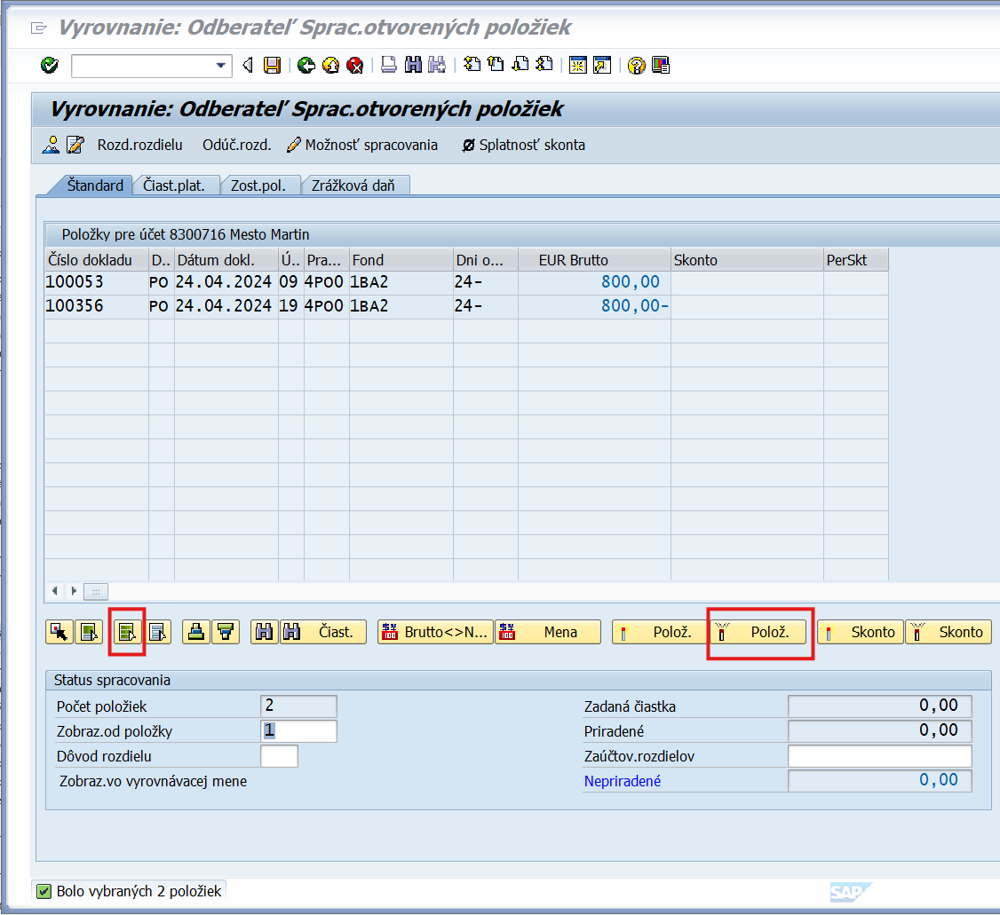 Vyrovnanie: Odberateľ Sprac.otvorených položiek
Vyrovnanie: Odberateľ Sprac.otvorených položiek
Rozd.rozdielu Odúč.rozd. Možnosť spracovania Splatnosť skonta
Štandard Čiast.plat. Zost.pol. Zrážková daň
Položky pre účet 8300716 Mesto Martin
Číslo dokladu D.. Dátum dokl. Ú.. Pra... Fond Dni o... EUR Brutto Skonto PerSkt
100053 PO 24.04.2024 09 4PO0 1BA2 24- 800,00
100356 PO 24.04.2024 19 4PO0 1BA2 24- 800,00-
Čiast. Brutto<>N... Mena Polož. Polož. Skonto Skonto
Status spracovania
Počet položiek 2 Zadaná čiastka 0,00
Zobraz.od položky 1 Priradené 0,00
Dôvod rozdielu Zaúčtov.rozdielov
Zobraz.vo vyrovnávacej mene Nepriradené 0,00
Bolo vybraných 2 položiek SAP